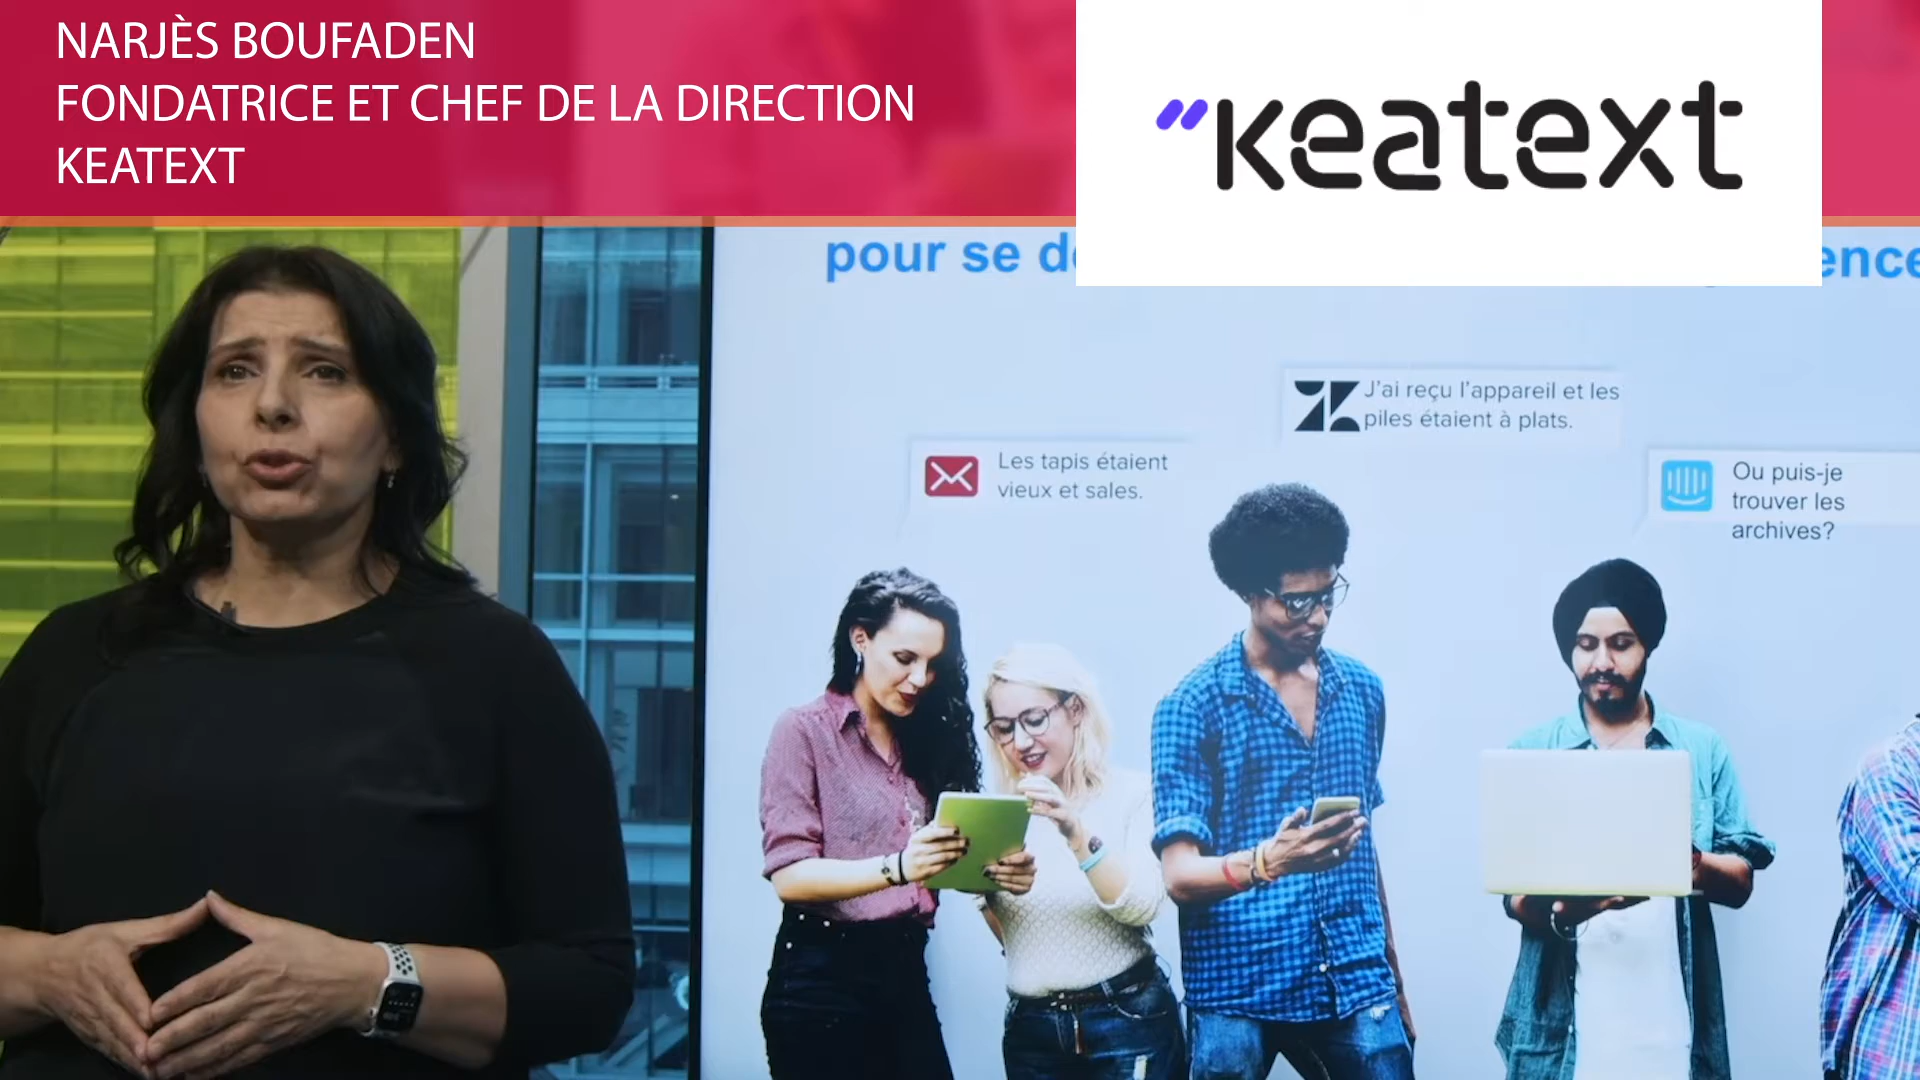 NARJÈS BOUFADEN
FONDATRICE ET CHEF DE LA DIRECTION
KEATEXT
keatext
pour se
J'ai reçu l'appareil et les
piles étaient à plats.
Les tapis étaient
vieux et sales.
Ou puis-je
trouver les
archives?